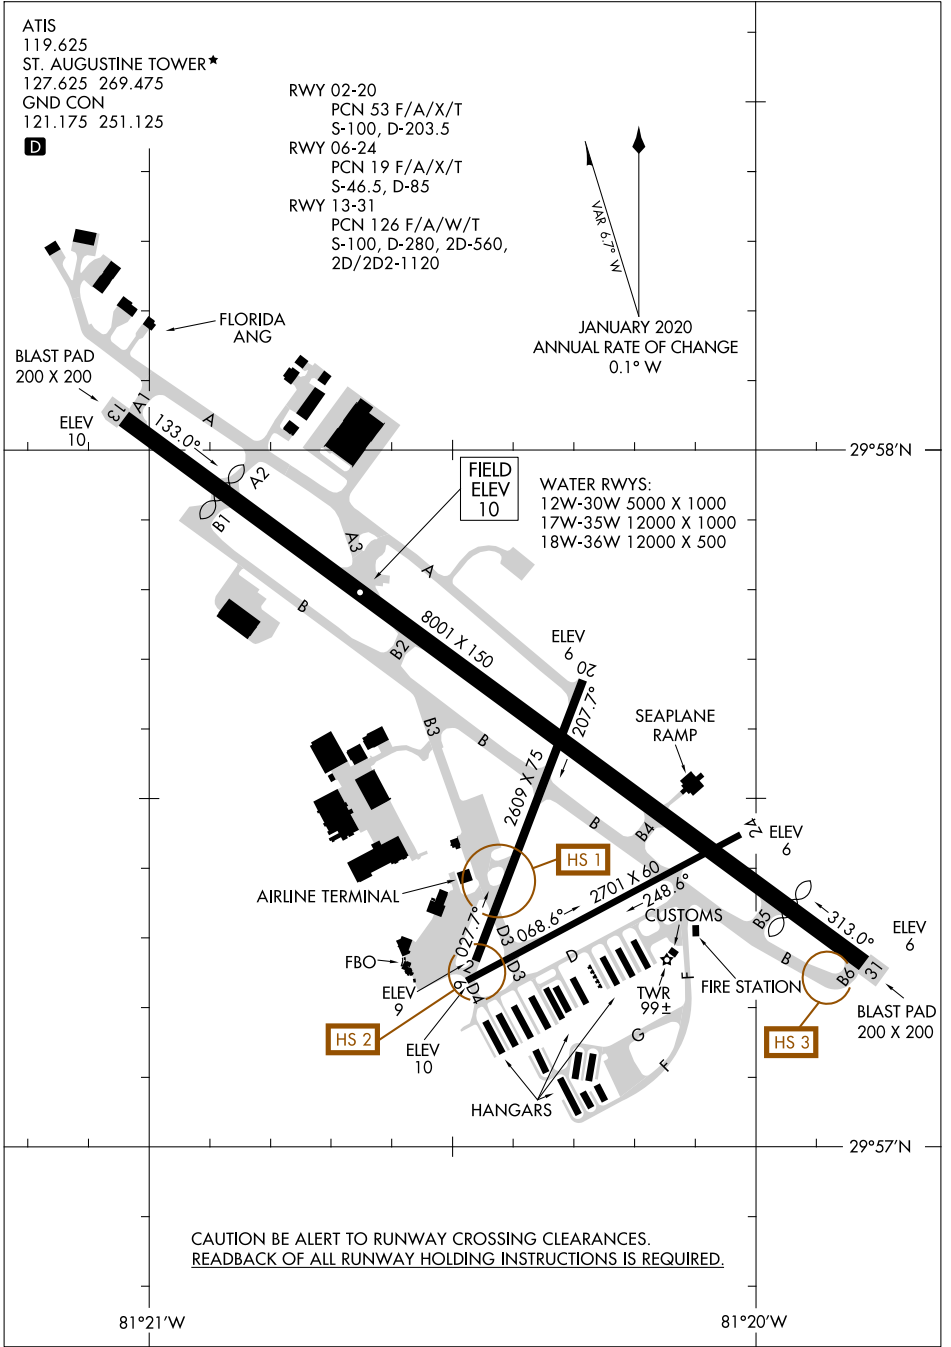 ATIS
119.625
ST. AUGUSTINE TOWER★
127.625 269.475
GND CON
121.175 251.125
D
RWY 02-20
PCN 53 F/A/X/T
S-100, D-203.5
RWY 06-24
PCN 19 F/A/X/T
S-46.5, D-85
RWY 13-31
PCN 126 F/A/W/T
S-100, D-280, 2D-560,
2D/2D2-1120
VAR 6.7° W
JANUARY 2020
ANNUAL RATE OF CHANGE
0.1° W
FLORIDA
ANG
BLAST PAD
200 X 200
ELEV
10
13
A1
A
133.0°
A2
B1
29°58'N
FIELD
ELEV
10
WATER RWYS:
12W-30W 5000 X 1000
17W-35W 12000 X 1000
18W-36W 12000 X 500
A3
A
B
B2
8001 X 150
ELEV
6
20
207.7°
SEAPLANE
RAMP
B3
B
2609 X 75
B
B4
24
ELEV
6
HS 1
AIRLINE TERMINAL
2701 X 60
248.6°
068.6°
027.7°
CUSTOMS
B5
313.0°
ELEV
6
D3
D3
D
B
B6
31
FBO
ELEV
9
2
6
D4
F
TWR
99±
FIRE STATION
BLAST PAD
200 X 200
HS 2
ELEV
10
HS 3
G
F
HANGARS
29°57'N
CAUTION BE ALERT TO RUNWAY CROSSING CLEARANCES.
READBACK OF ALL RUNWAY HOLDING INSTRUCTIONS IS REQUIRED.
81°21'W
81°20'W